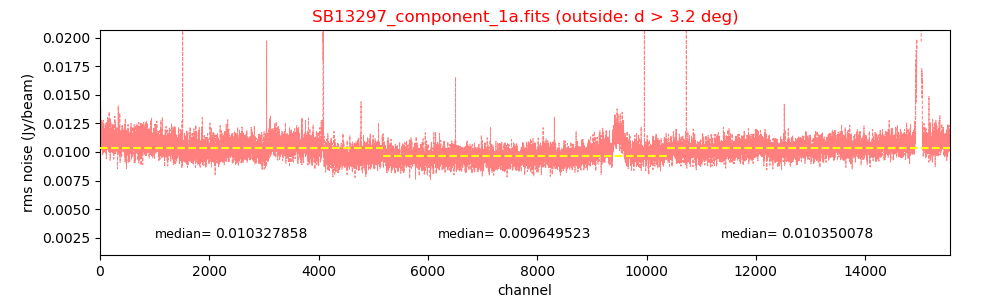 SB13297_component_1a.fits (outside: d > 3.2 deg)
rms noise (Jy/beam)
0.0200
0.0175
0.0150
0.0125
0.0100
0.0075
0.0050
0.0025
median= 0.010327858 median= 0.009649523 median= 0.010350078
0 2000 4000 6000 8000 10000 12000 14000
channel